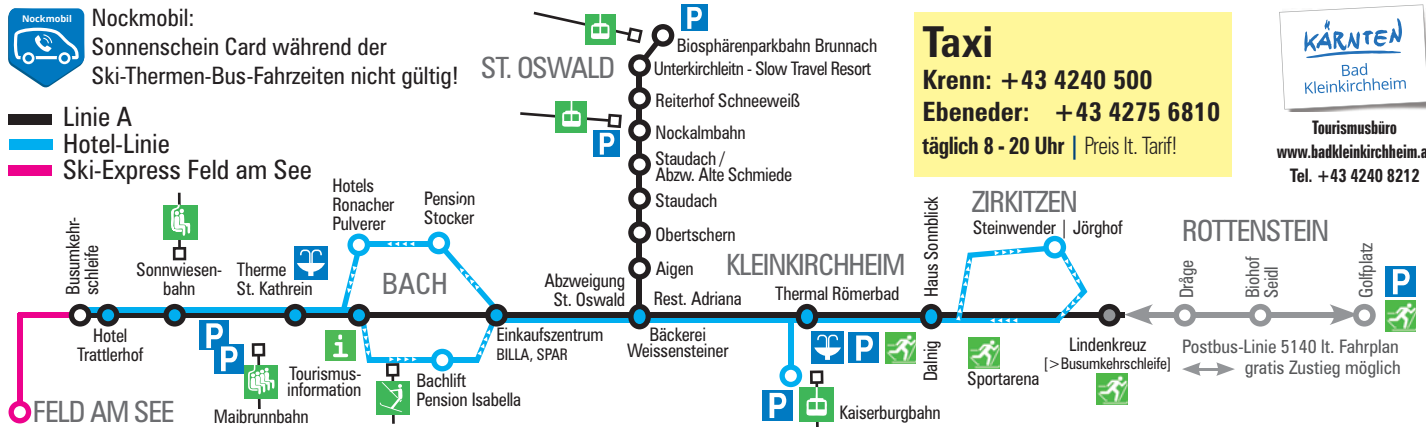 Nockmobil
Nockmobil:
Sonnenschein Card während der
Ski-Thermen-Bus-Fahrzeiten nicht gültig!
Linie A
Hotel-Linie
Ski-Express Feld am See
ST. OSWALD
P
Biosphärenparkbahn Brunnach
Unterkirchleitn - Slow Travel Resort
Reiterhof Schneeweiß
Nockalmbahn
P
Staudach /
Abzw. Alte Schmiede
Staudach
Obertschern
Aigen
Taxi
Krenn: +43 4240 500
Ebeneder: +43 4275 6810
täglich 8 - 20 Uhr | Preis lt. Tarif!
KÄRNTEN
Bad
Kleinkirchheim
Tourismusbüro
www.badkleinkirchheim.a
Tel. +43 4240 8212
Busumkehr-
schleife
Hotel
Trattlerhof
Sonnwiesen-
bahn
P
P
Maibrunnbahn
Therme
St. Kathrein
Hotels
Ronacher
Pulverer
Pension
Stocker
BACH
i
Tourismus-
information
Bachlift
Pension Isabella
Einkaufszentrum
BILLA, SPAR
Abzweigung
St. Oswald
Rest. Adriana
Bäckerei
Weissensteiner
KLEINKIRCHHEIM
Thermal Römerbad
P
P
Kaiserburgbahn
Haus Sonnblick
Dalnig
ZIRKITZEN
Steinwender | Jörghof
Sportarena
Lindenkreuz
[>Busumkehrschleife]
ROTTENSTEIN
Dräge
Biohof
Seidl
Golfplatz
P
Postbus-Linie 5140 lt. Fahrplan
gratis Zustieg möglich
FELD AM SEE